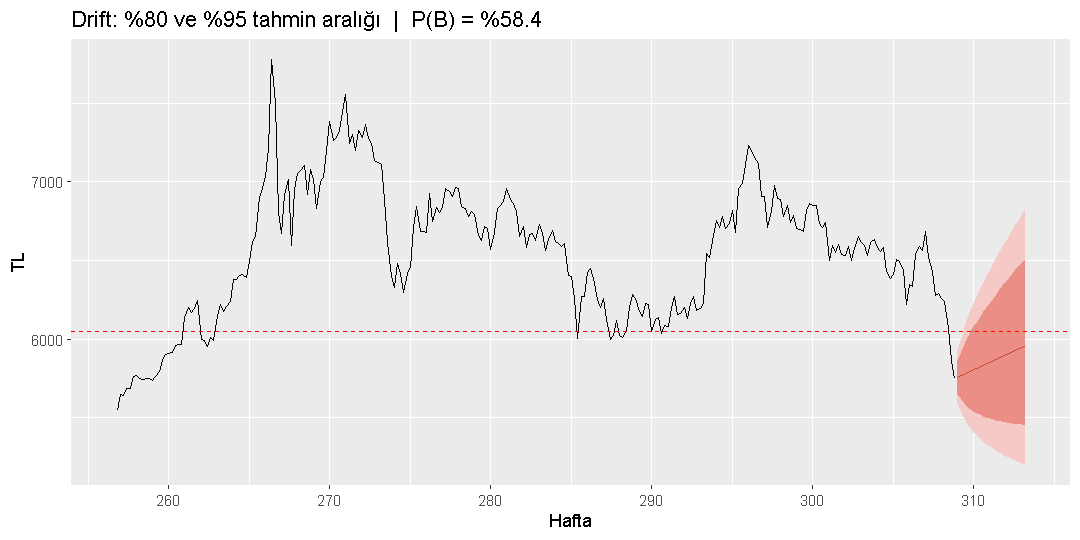 Drift: %80 ve %95 tahmin aralığı  |  P(B) = %58.4
TL
7000
6000
260 270 280 290 300 310
Hafta